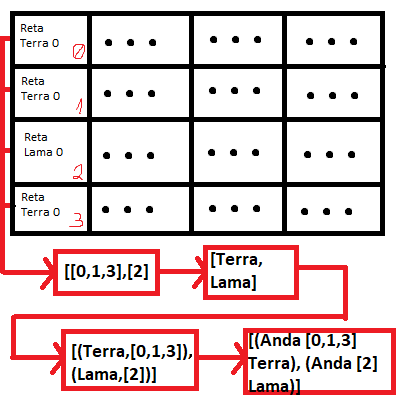 Reta
Terra 0
0
Reta
Terra 0
1
Reta
Lama 0
2
Reta
Terra 0
3
[[0,1,3],[2]
[Terra,
Lama]
[(Terra,[0,1,3]),
(Lama,[2])]
[(Anda [0,1,3]
Terra), (Anda [2]
Lama)]